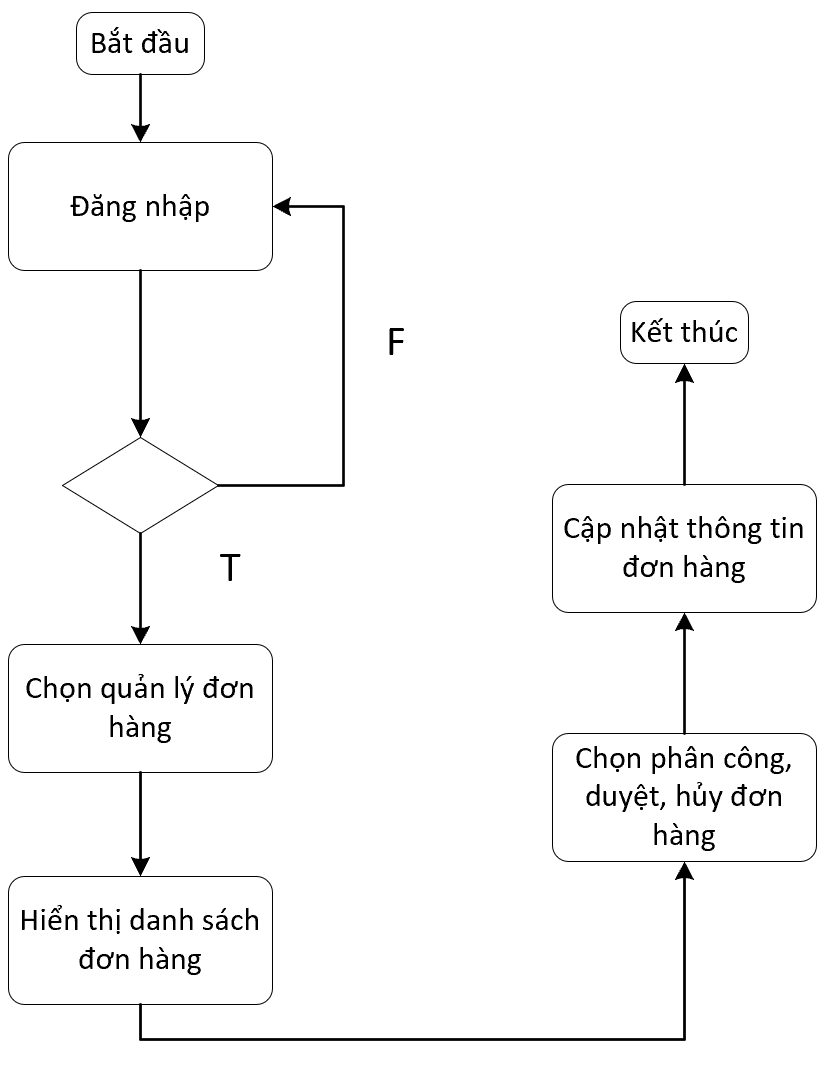 Bắt đầu
Đăng nhập
F
T
Chọn quản lý đơn
hàng
Hiển thị danh sách
đơn hàng
Chọn phân công,
duyệt, hủy đơn
hàng
Cập nhật thông tin
đơn hàng
Kết thúc